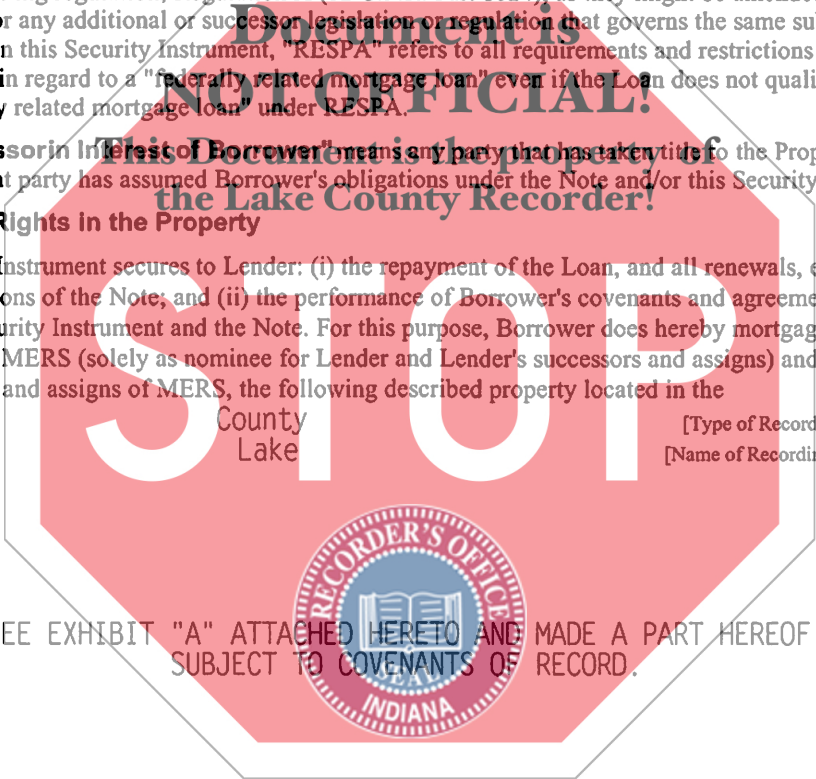 or any additional or successor legislation or regulation that governs the same su
Document is
n this Security Instrument, "RESPA" refers to all requirements and restrictions
in regard to a "federally related mortgage loan" even if the Loan does not quali
NOT OFFICIAL!
y related mortgage loan" under RESPA.
ssorin Interest of Borrower" means any party that has taken title to the Prop
This Document is the property of
t party has assumed Borrower's obligations under the Note and/or this Security
the Lake County Recorder!
Rights in the Property
Instrument secures to Lender: (i) the repayment of the Loan, and all renewals, e
ons of the Note; and (ii) the performance of Borrower's covenants and agreeme
urity Instrument and the Note. For this purpose, Borrower does hereby mortgag
MERS (solely as nominee for Lender and Lender's successors and assigns) and
and assigns of MERS, the following described property located in the
County [Type of Record
Lake [Name of Recordin
STOP
RECORDER'S OFFICE
EE EXHIBIT "A" ATTACHED HERETO AND MADE A PART HEREOF
SUBJECT TO COVENANTS OF RECORD.
SEAL
INDIANA